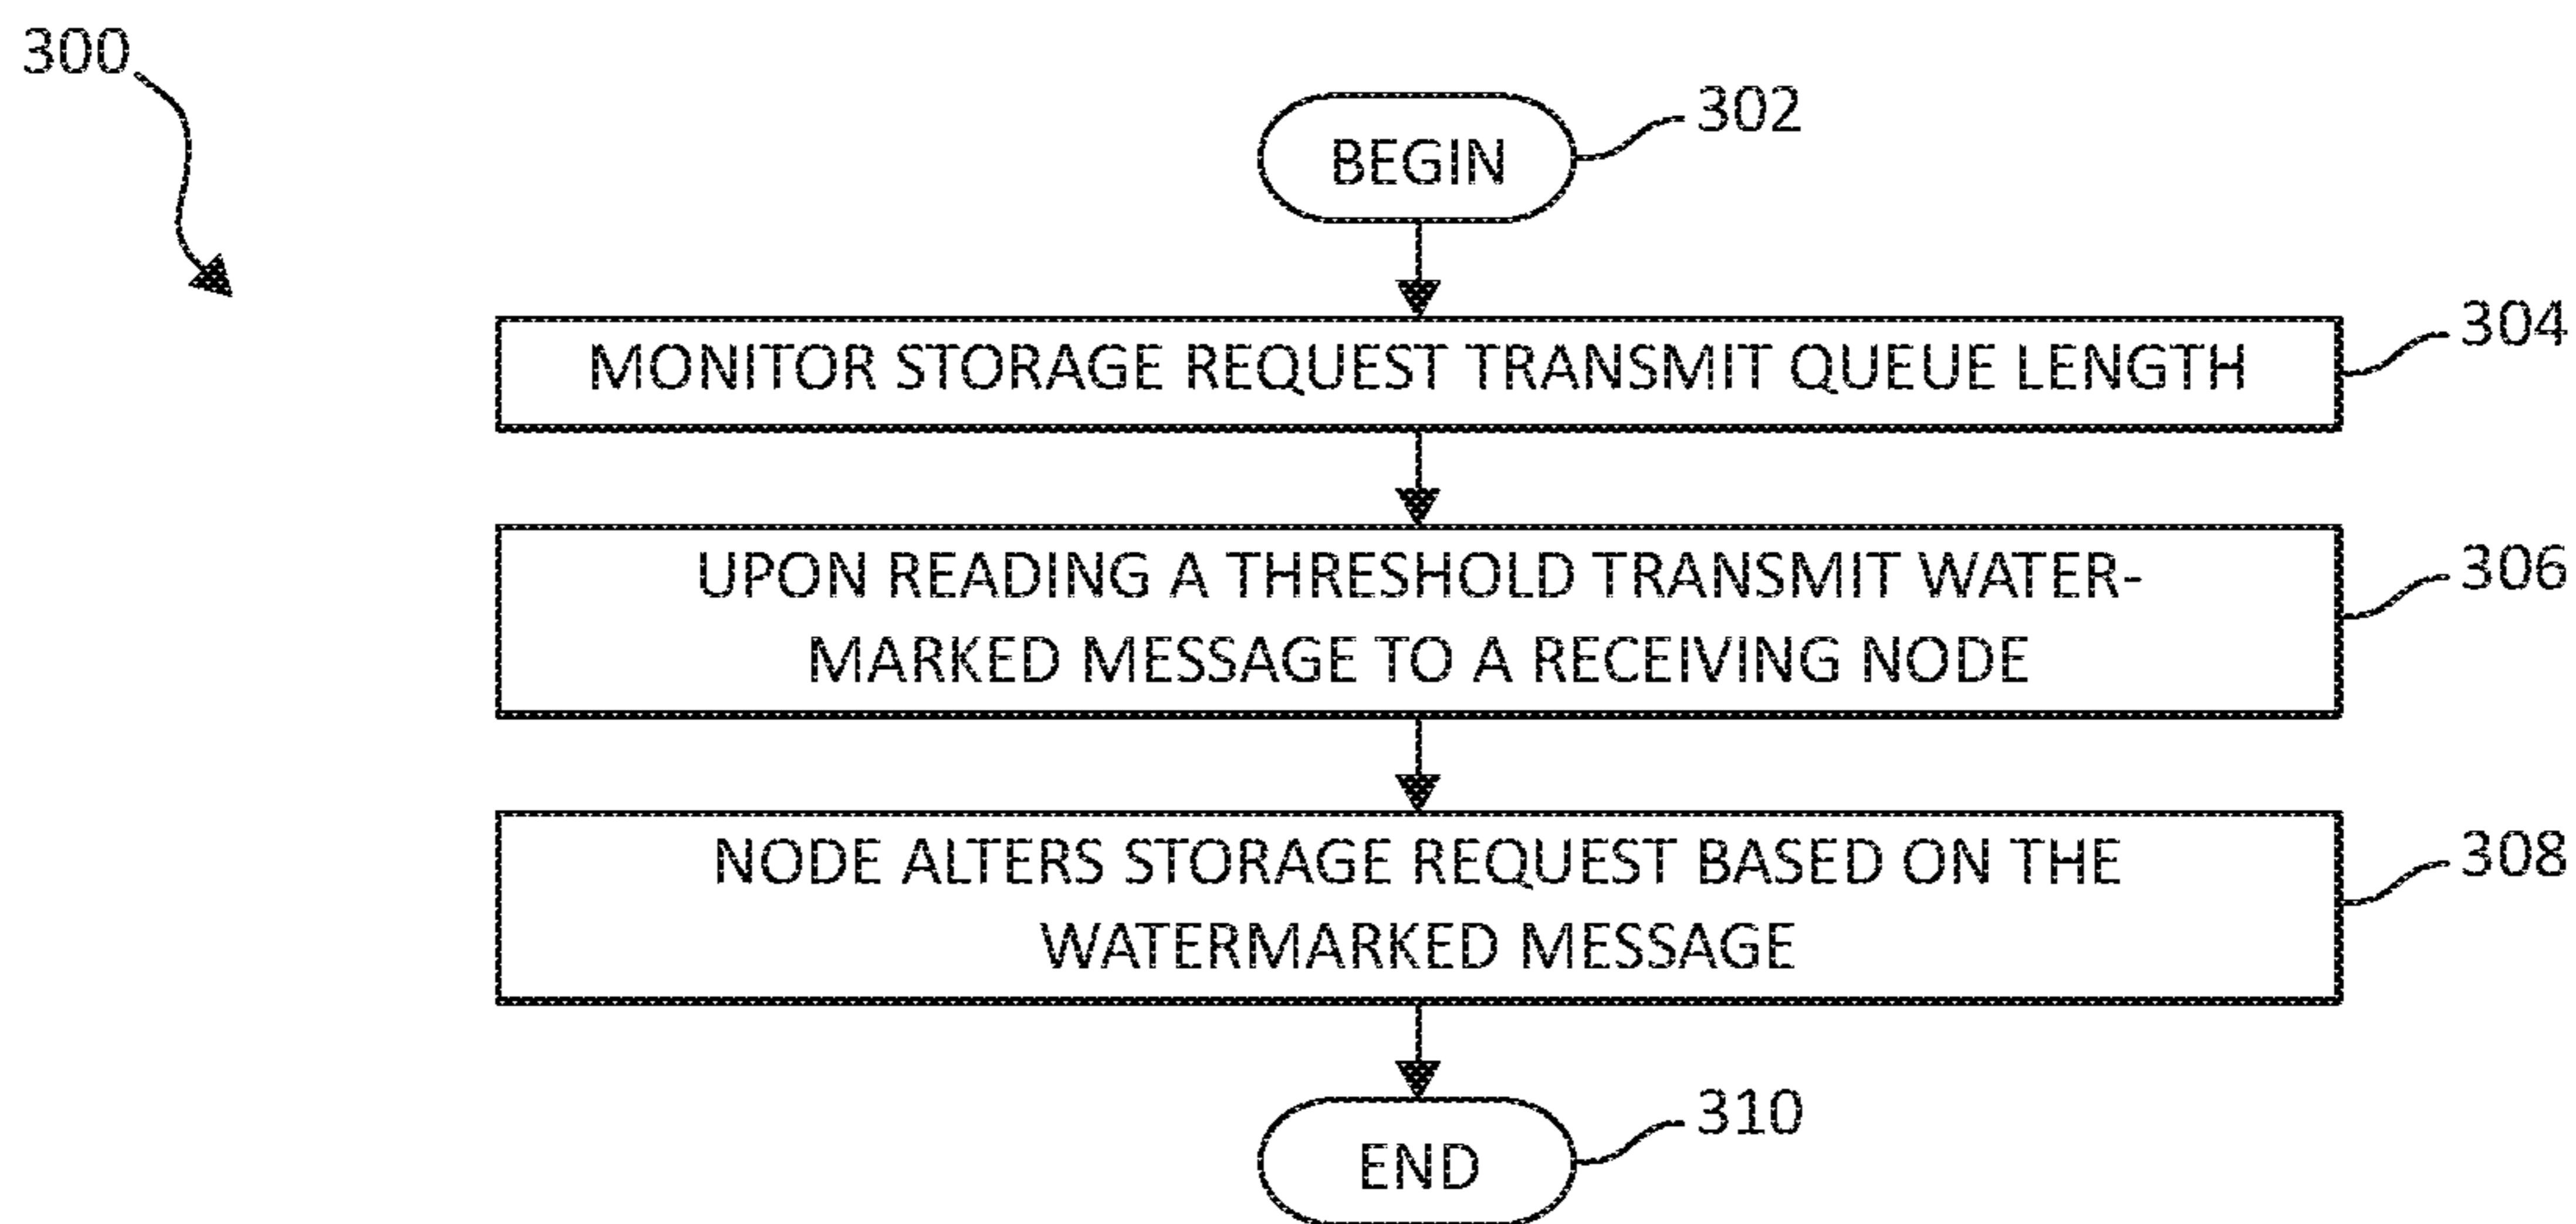 300
BEGIN
302
MONITOR STORAGE REQUEST TRANSMIT QUEUE LENGTH
304
UPON READING A THRESHOLD TRANSMIT WATER-
MARKED MESSAGE TO A RECEIVING NODE
306
NODE ALTERS STORAGE REQUEST BASED ON THE
WATERMARKED MESSAGE
308
END
310